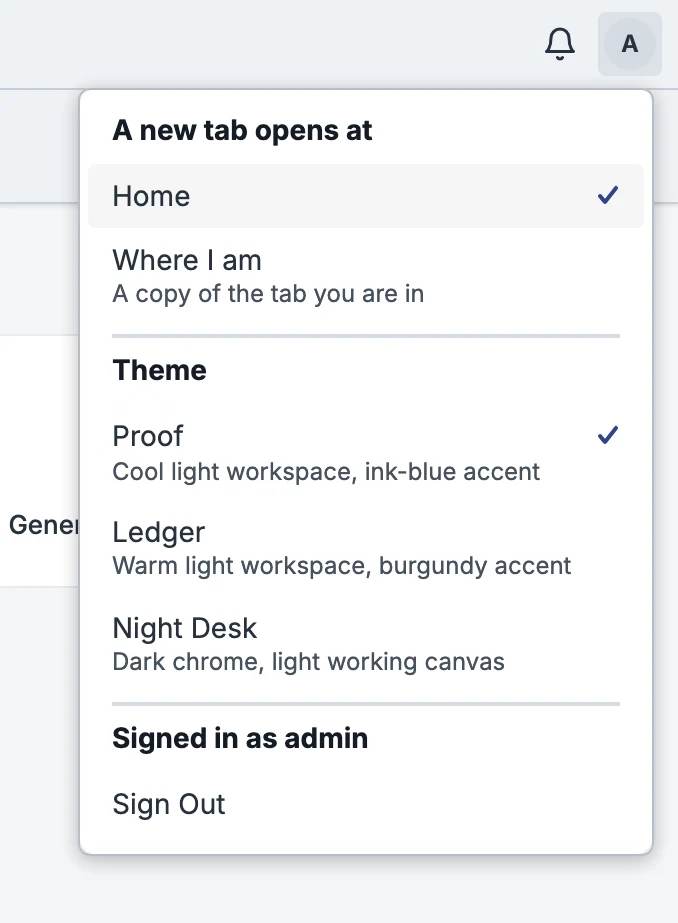 A
A new tab opens at
Home
Where I am
A copy of the tab you are in
Theme
Proof
Cool light workspace, ink-blue accent
Gener
Ledger
Warm light workspace, burgundy accent
Night Desk
Dark chrome, light working canvas
Signed in as admin
Sign Out